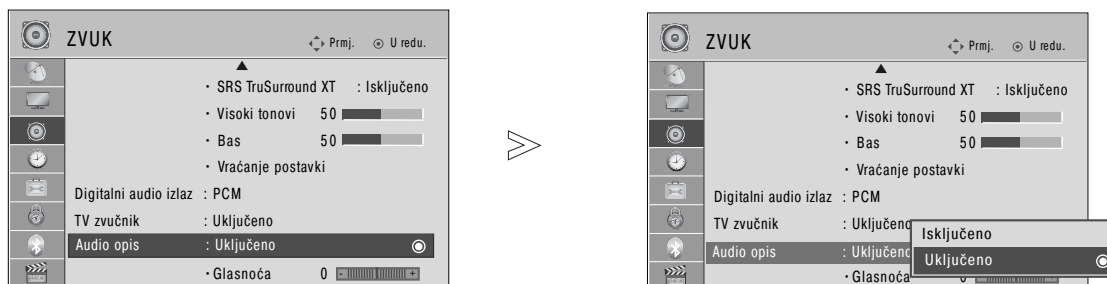 ZVUK
Prmj.
U redu.
• SRS TruSurround XT : Isključeno
• Visoki tonovi 50
• Bas 50
• Vraćanje postavki
Digitalni audio izlaz : PCM
TV zvučnik : Uključeno
Audio opis : Uključeno
• Glasnoća 0 - +
ZVUK
Prmj.
U redu.
• SRS TruSurround XT : Isključeno
• Visoki tonovi 50
• Bas 50
• Vraćanje postavki
Digitalni audio izlaz : PCM
TV zvučnik : Uključeno
Isključeno
Audio opis : Uključeno
Uključeno
• Glasnoća 0